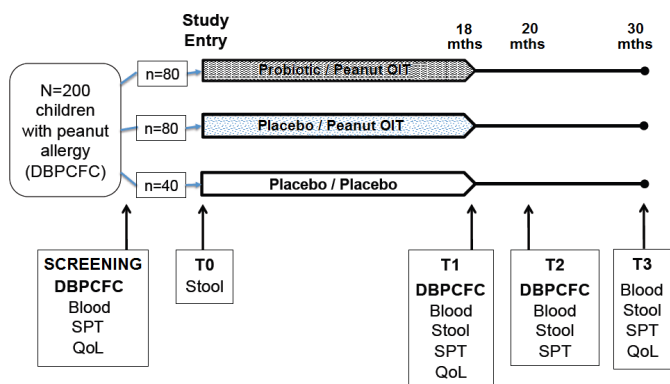 Study
Entry
18
mths
20
mths
30
mths
N=200
children
with peanut
allergy
(DBPCFC)
n=80
Probiotic / Peanut OIT
n=80
Placebo / Peanut OIT
n=40
Placebo / Placebo
SCREENING
DBPCFC
Blood
SPT
QoL
T0
Stool
T1
DBPCFC
Blood
Stool
SPT
QoL
T2
DBPCFC
Blood
Stool
SPT
T3
Blood
Stool
SPT
QoL